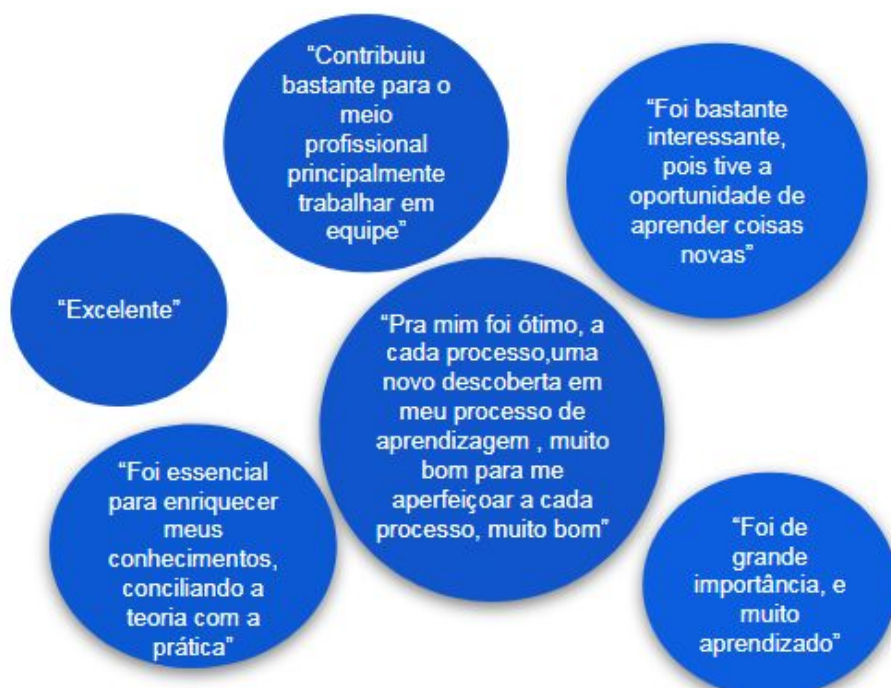 “Contribuiu
bastante para o
meio
profissional
principalmente
trabalhar em
equipe”
“Foi bastante
interessante,
pois tive a
oportunidade de
aprender coisas
novas”
“Excelente”
“Pra mim foi ótimo, a
cada processo,uma
novo descoberta em
meu processo de
aprendizagem , muito
bom para me
aperfeiçoar a cada
processo, muito bom”
“Foi essencial
para enriquecer
meus
conhecimentos,
conciliando a
teoria com a
prática”
“Foi de
grande
importância, e
muito
aprendizado”